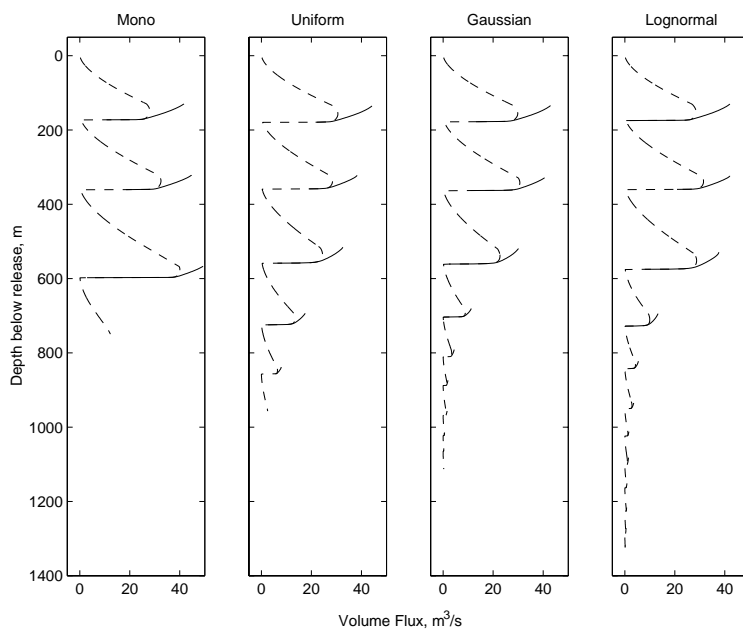 Mono
Uniform
Gaussian
Lognormal
Depth below release, m
0
200
400
600
800
1000
1200
1400
0 20 40
0 20 40
0 20 40
0 20 40
Volume Flux, m³/s